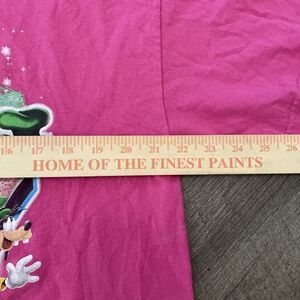 16 17 18 19 20 21 22 23 24 25 26
HOME OF THE FINEST PAINTS